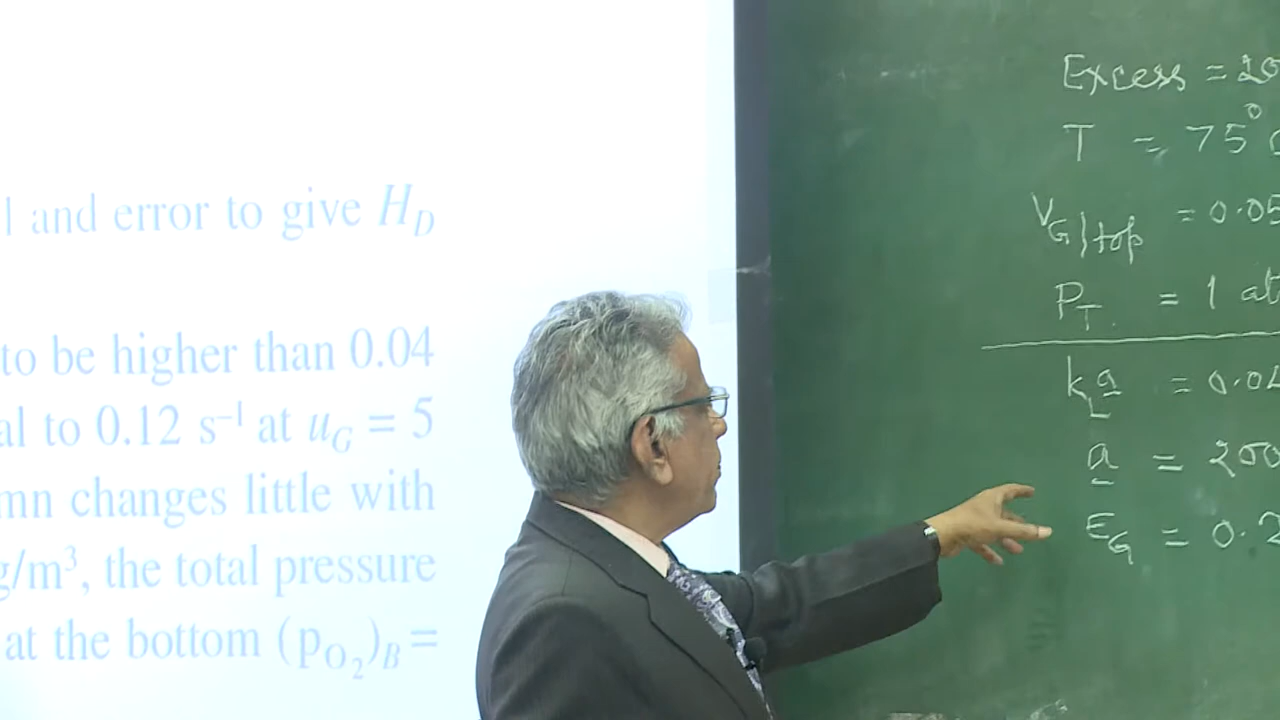 l and error to give H_D
to be higher than 0.04
al to 0.12 s⁻¹ at u_G = 5
mn changes little with
g/m³, the total pressure
at the bottom (p_O₂)_B =
Excess = 20
T = 75°C
V_G|top = 0.05
P_T = 1 at
k_L a = 0.04
a = 200
E_G = 0.2